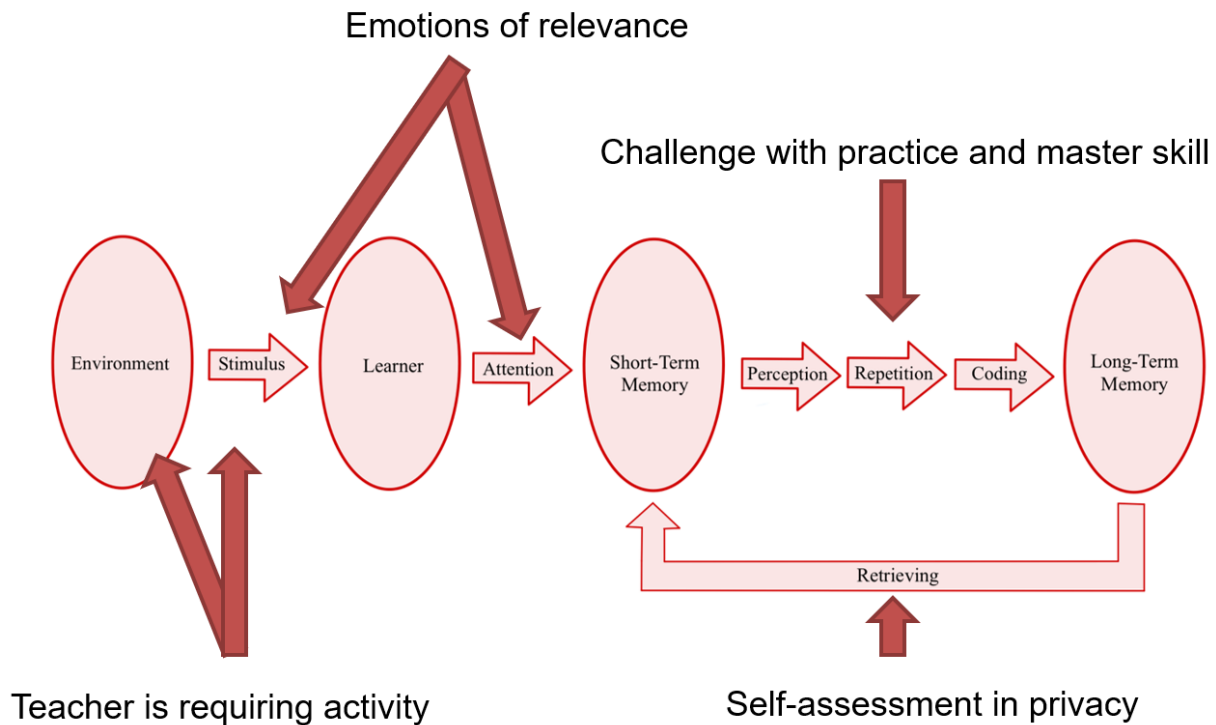 Emotions of relevance
Challenge with practice and master skill
Environment
Stimulus
Learner
Attention
Short-Term
Memory
Perception
Repetition
Coding
Long-Term
Memory
Retrieving
Teacher is requiring activity
Self-assessment in privacy